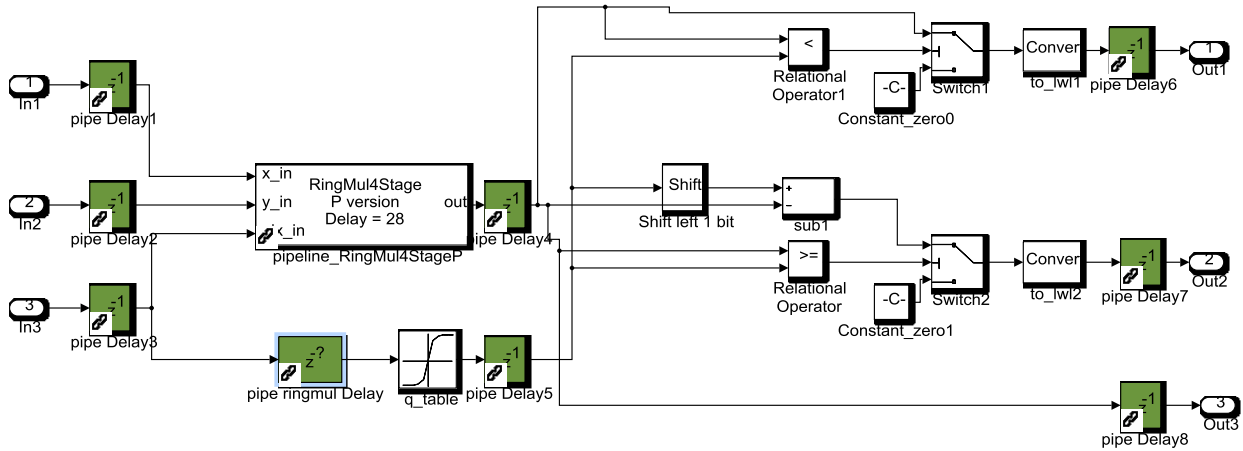 1
In1
z-1
pipe Delay1
2
In2
z-1
pipe Delay2
3
In3
z-1
pipe Delay3
x_in
y_in
x_in
RingMul4Stage
P version
Delay = 28
out
pipeline_RingMul4StageP
z-1
pipe Delay4
z-?
pipe ringmul Delay
q_table
z-1
pipe Delay5
<
Relational
Operator1
-C-
Constant_zero0
Switch1
Conver
to_lwl1
z-1
pipe Delay6
1
Out1
Shift
Shift left 1 bit
+
−
sub1
>=
Relational
Operator
-C-
Constant_zero1
Switch2
Conver
to_lwl2
z-1
pipe Delay7
2
Out2
z-1
pipe Delay8
3
Out3